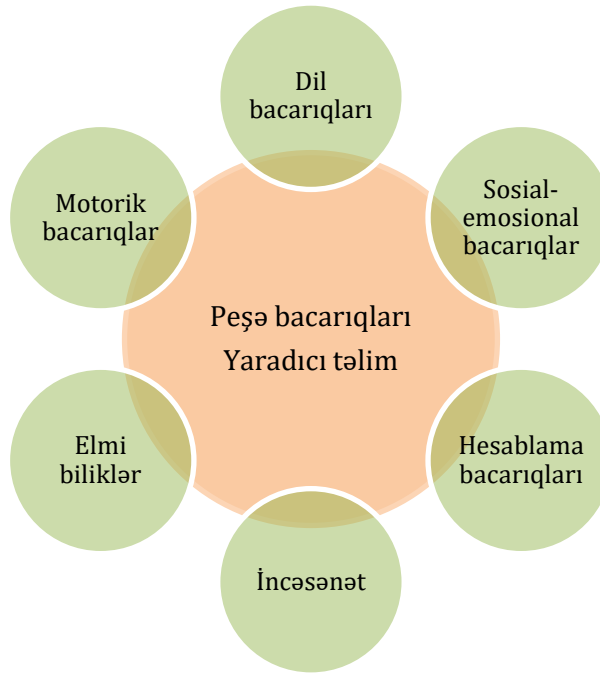 Dil
bacarıqları
Sosial-
emosional
bacarıqlar
Hesablama
bacarıqları
İncəsənət
Elmi
biliklər
Motorik
bacarıqlar
Peşə bacarıqları
Yaradıcı təlim